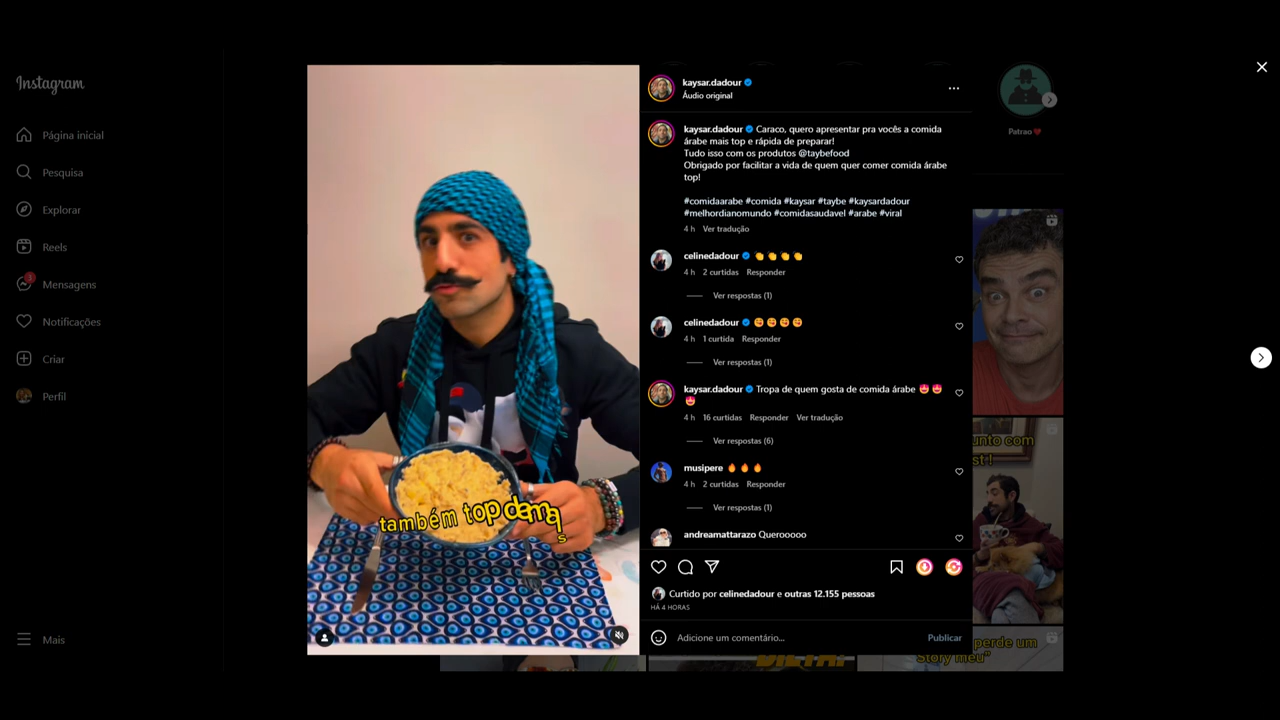 Instagram
Página inicial
Pesquisa
Explorar
Reels
Mensagens
Notificações
Criar
Perfil
Mais
também top demais
kaysar.dadour
Áudio original
kaysar.dadour Caraco, quero apresentar pra vocês a comida
árabe mais top e rápida de preparar!
Tudo isso com os produtos @taybefood
Obrigado por facilitar a vida de quem quer comer comida árabe
top!
#comidaarabe #comida #kaysar #taybe #kaysardadour
#melhordianomundo #comidasaudavel #arabe #viral
4 h Ver tradução
celinedadour 👏 👏 👏 👏
4 h 2 curtidas Responder
Ver respostas (1)
celinedadour 😋 😋 😋 😋
4 h 1 curtida Responder
Ver respostas (1)
kaysar.dadour Tropa de quem gosta de comida árabe 🤩 🤩
🤩
4 h 16 curtidas Responder Ver tradução
Ver respostas (6)
musipere 🔥 🔥 🔥
4 h 2 curtidas Responder
Ver respostas (1)
andreamattarazo Querooooo
Curtido por celinedadour e outras 12.155 pessoas
HÁ 4 HORAS
Adicione um comentário... Publicar
Patrao ❤️
unto com
st !
perde um
Story meu"